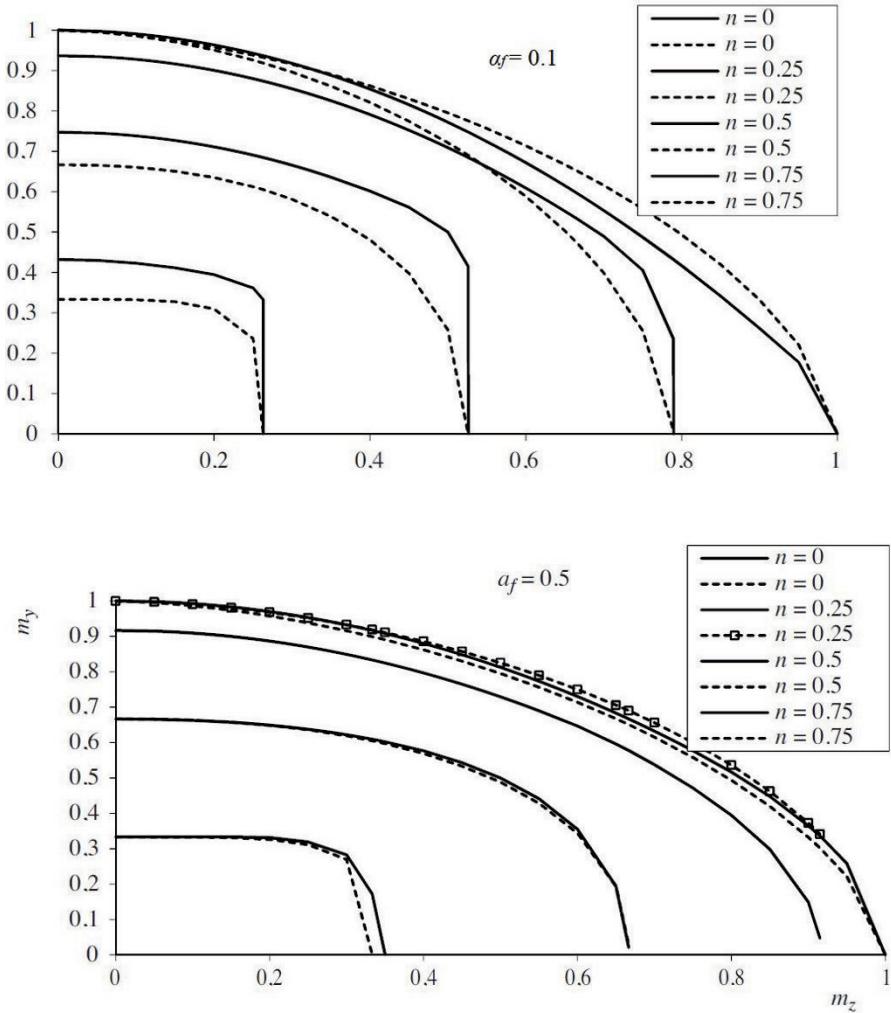 αf = 0.1
n = 0
n = 0
n = 0.25
n = 0.25
n = 0.5
n = 0.5
n = 0.75
n = 0.75
1
0.9
0.8
0.7
0.6
0.5
0.4
0.3
0.2
0.1
0
0 0.2 0.4 0.6 0.8 1
af = 0.5
n = 0
n = 0
n = 0.25
n = 0.25
n = 0.5
n = 0.5
n = 0.75
n = 0.75
my
1
0.9
0.8
0.7
0.6
0.5
0.4
0.3
0.2
0.1
0
0 0.2 0.4 0.6 0.8 1
mz